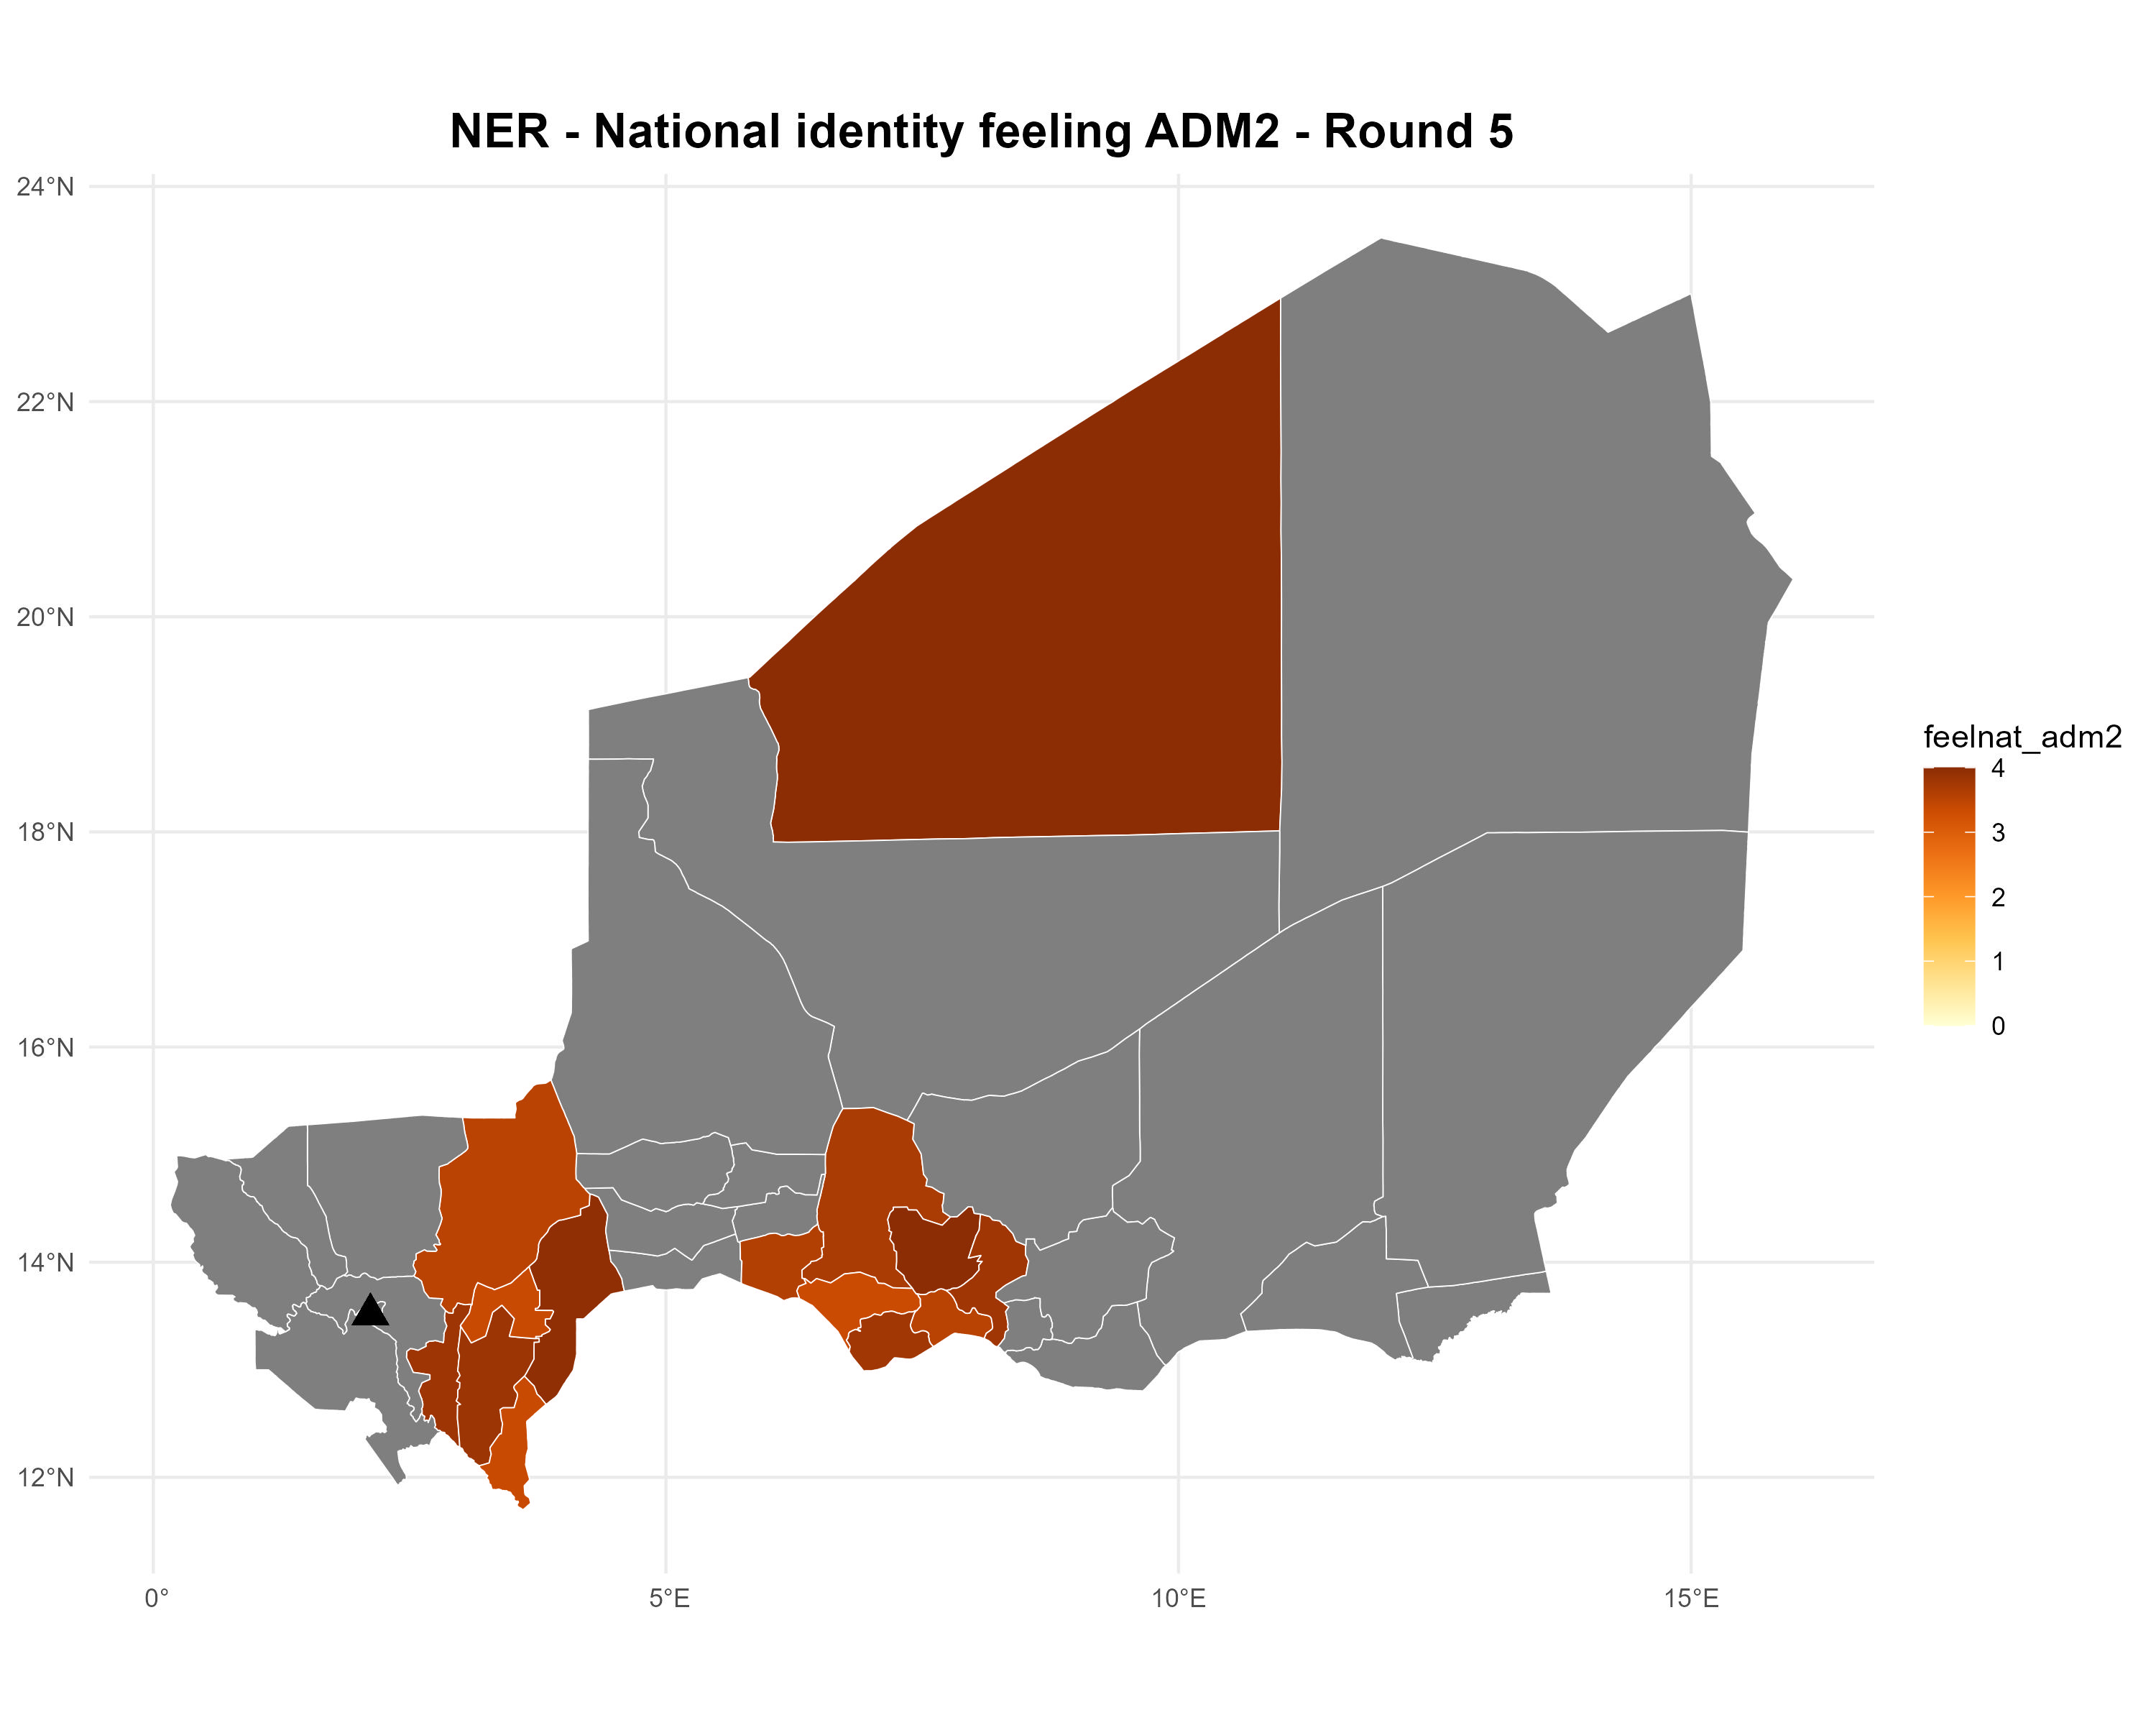 NER - National identity feeling ADM2 - Round 5
24°N
22°N
20°N
18°N
16°N
14°N
12°N
0°
5°E
10°E
15°E
feelnat_adm2
4
3
2
1
0